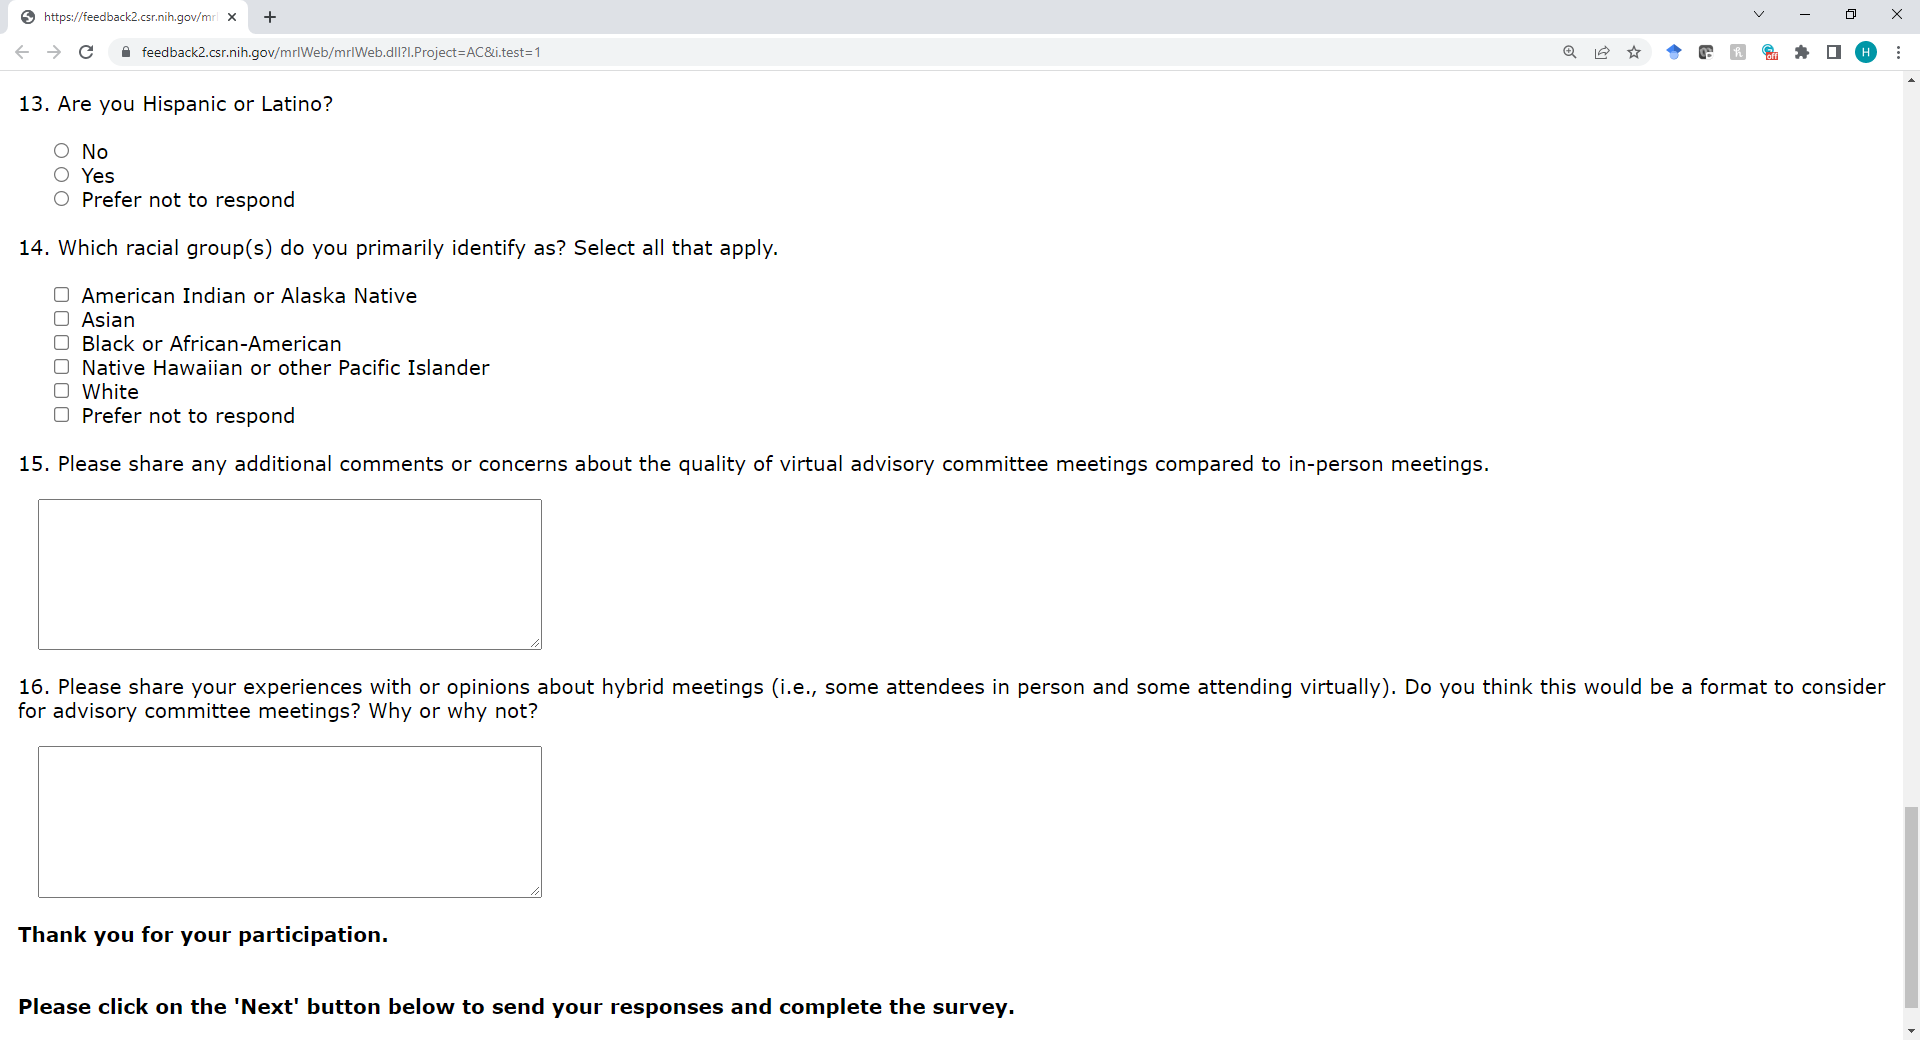 https://feedback2.csr.nih.gov/mrI
feedback2.csr.nih.gov/mrIWeb/mrIWeb.dll?I.Project=AC&i.test=1
H
13. Are you Hispanic or Latino?
No
Yes
Prefer not to respond
14. Which racial group(s) do you primarily identify as? Select all that apply.
American Indian or Alaska Native
Asian
Black or African-American
Native Hawaiian or other Pacific Islander
White
Prefer not to respond
15. Please share any additional comments or concerns about the quality of virtual advisory committee meetings compared to in-person meetings.
16. Please share your experiences with or opinions about hybrid meetings (i.e., some attendees in person and some attending virtually). Do you think this would be a format to consider
for advisory committee meetings? Why or why not?
Thank you for your participation.
Please click on the 'Next' button below to send your responses and complete the survey.